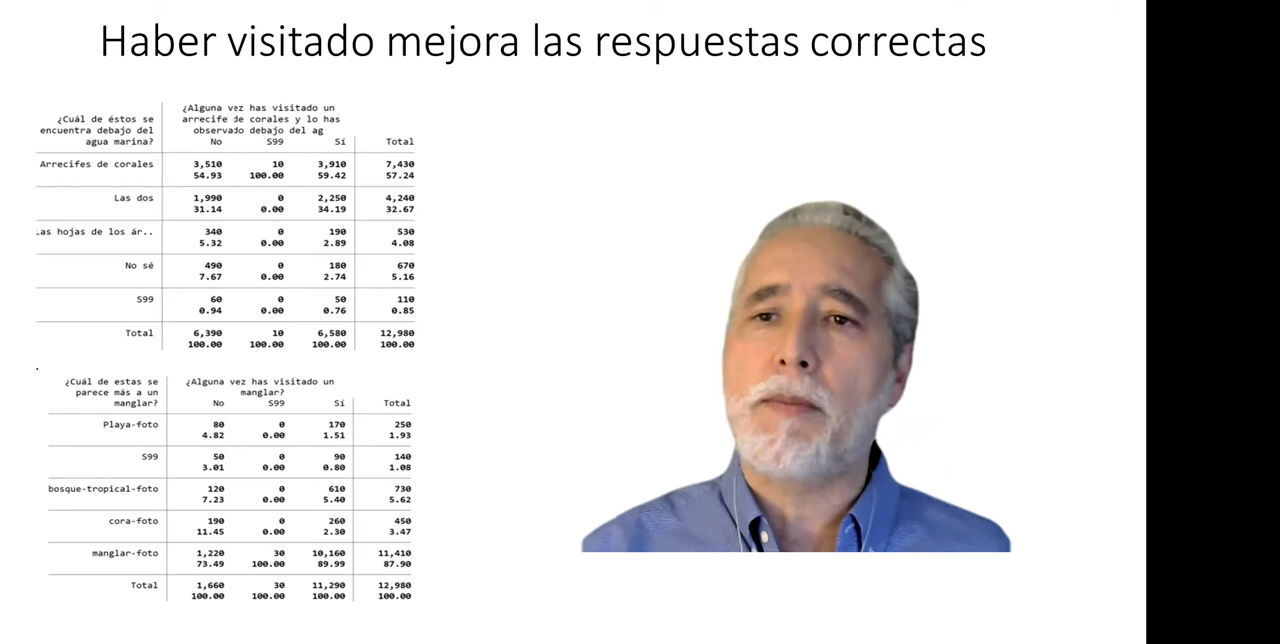 Haber visitado mejora las respuestas correctas
¿Alguna vez has visitado un
¿Cuál de éstos se arrecife de corales y lo has
encuentra debajo del observado debajo del ag
agua marina? No S99 Sí Total
Arrecifes de corales 3,510 10 3,910 7,430
54.93 100.00 59.42 57.24
Las dos 1,990 0 2,250 4,240
31.14 0.00 34.19 32.67
Las hojas de los ár.. 340 0 190 530
5.32 0.00 2.89 4.08
No sé 490 0 180 670
7.67 0.00 2.74 5.16
S99 60 0 50 110
0.94 0.00 0.76 0.85
Total 6,390 10 6,580 12,980
100.00 100.00 100.00 100.00
.
¿Cuál de estas se ¿Alguna vez has visitado un
parece más a un manglar?
manglar? No S99 Sí Total
Playa-foto 80 0 170 250
4.82 0.00 1.51 1.93
S99 50 0 90 140
3.01 0.00 0.80 1.08
bosque-tropical-foto 120 0 610 730
7.23 0.00 5.40 5.62
cora-foto 190 0 260 450
11.45 0.00 2.30 3.47
manglar-foto 1,220 30 10,160 11,410
73.49 100.00 89.99 87.90
Total 1,660 30 11,290 12,980
100.00 100.00 100.00 100.00